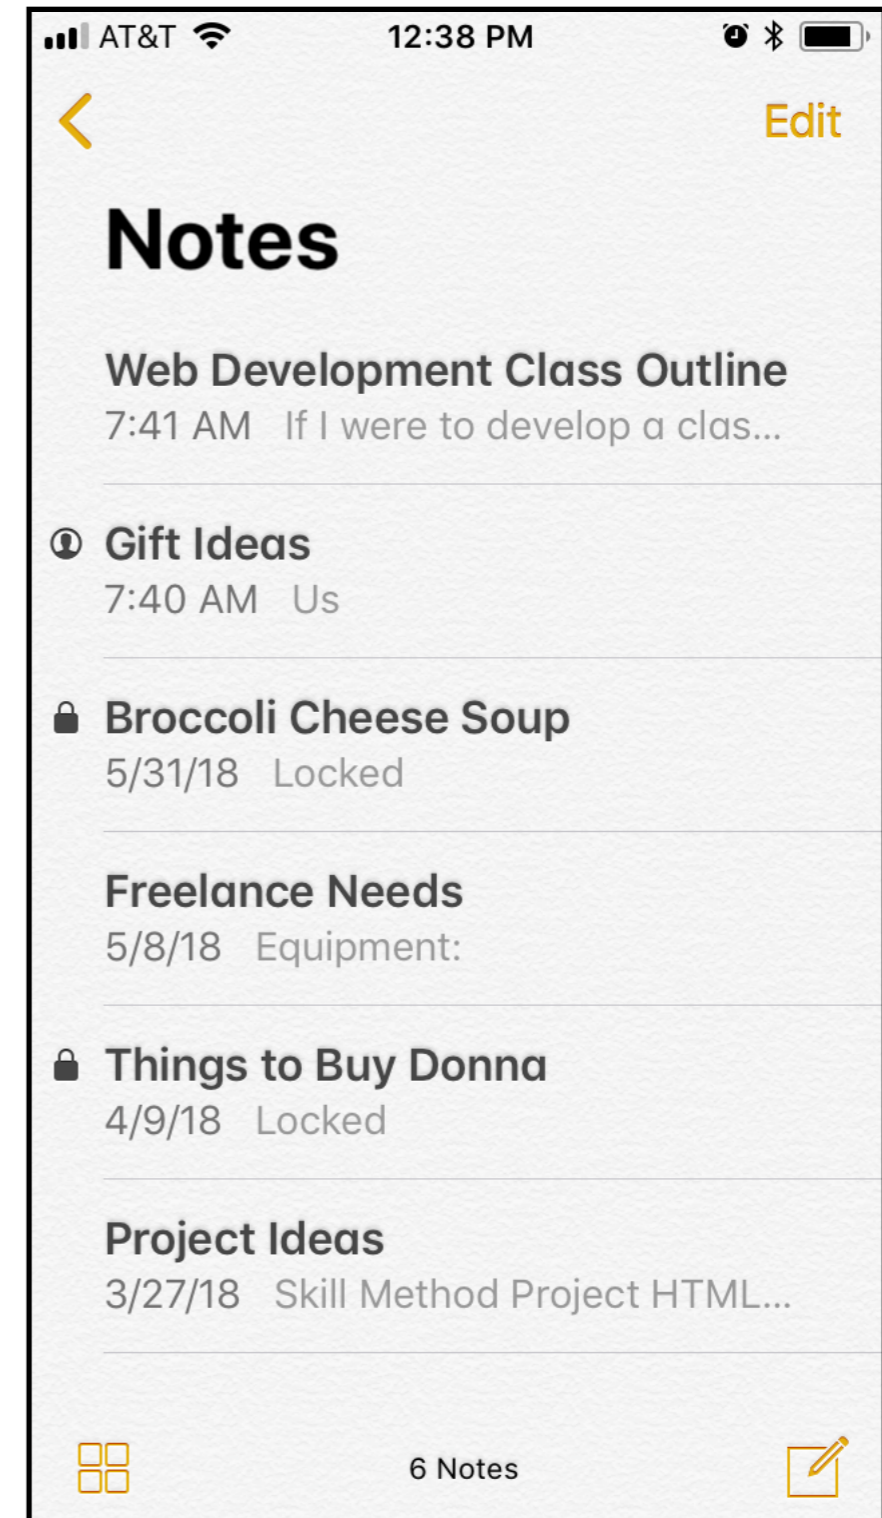 AT&T 12:38 PM
Edit
Notes
Web Development Class Outline
7:41 AM If I were to develop a clas...
Gift Ideas
7:40 AM Us
Broccoli Cheese Soup
5/31/18 Locked
Freelance Needs
5/8/18 Equipment:
Things to Buy Donna
4/9/18 Locked
Project Ideas
3/27/18 Skill Method Project HTML...
6 Notes